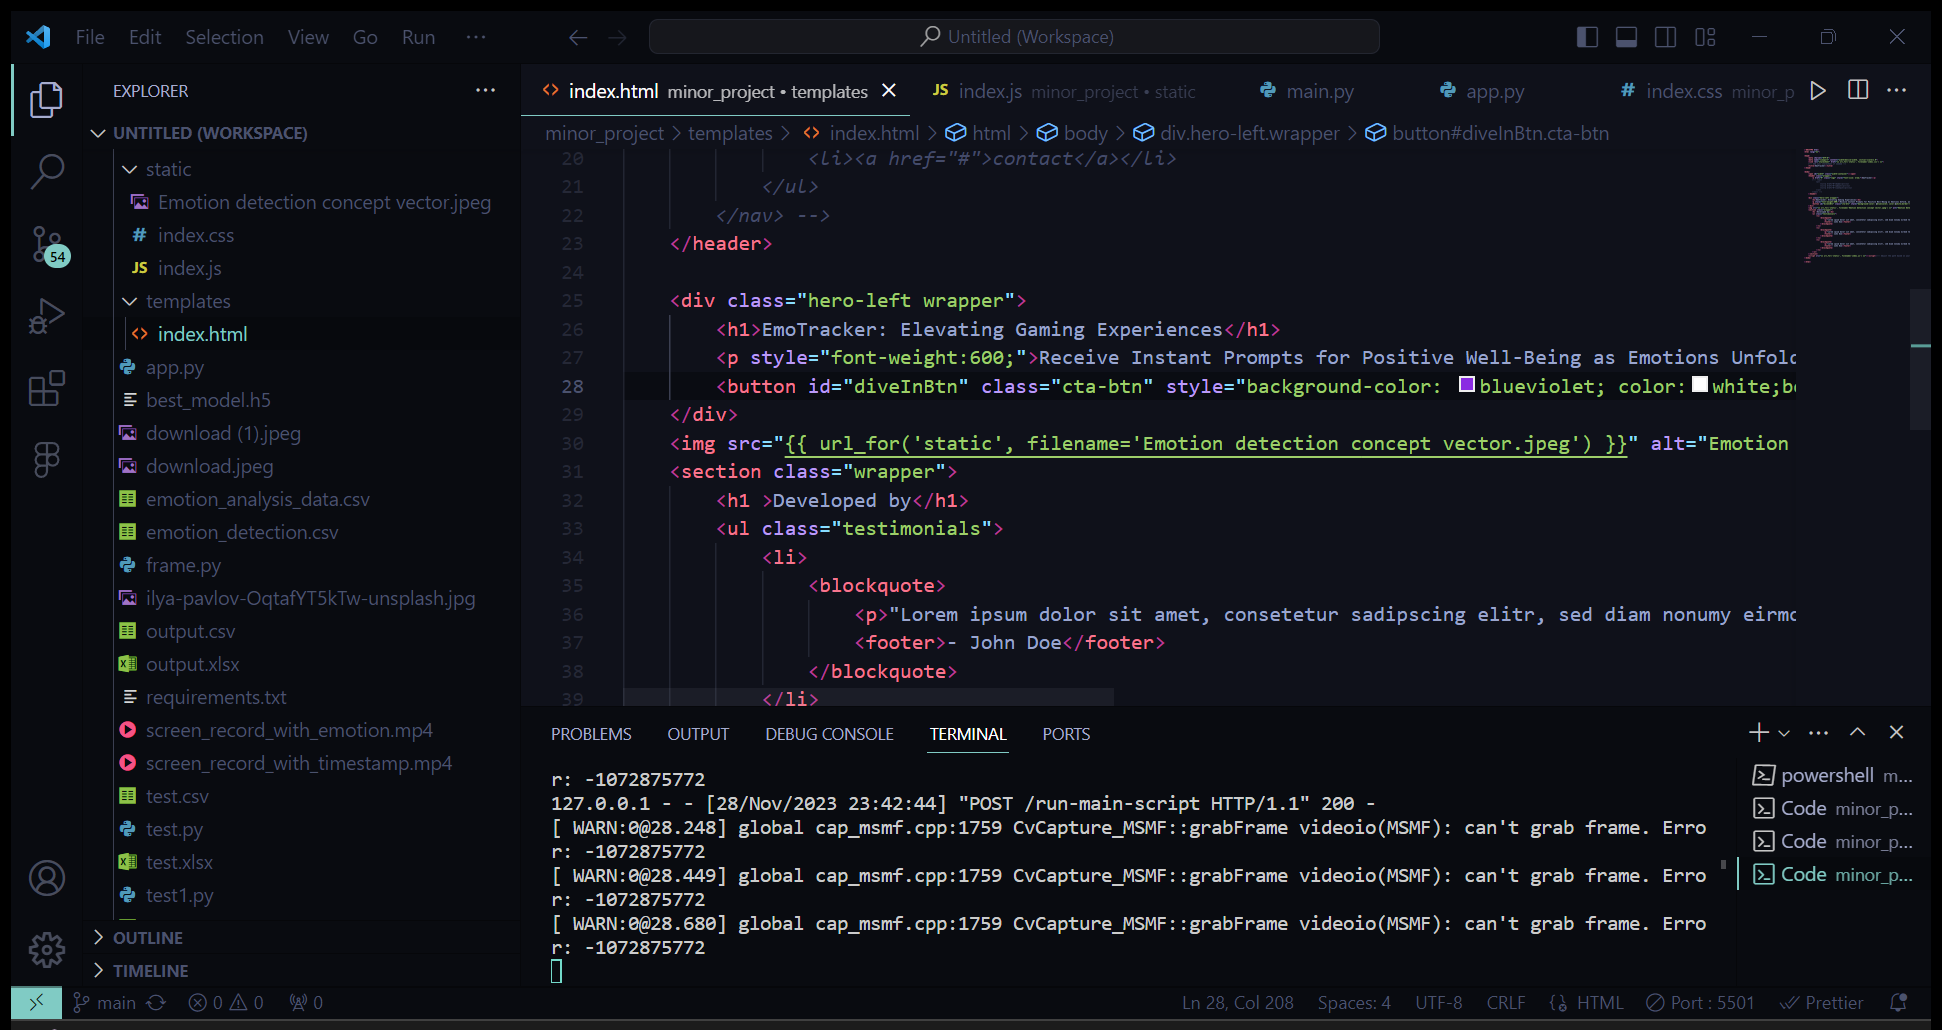 File Edit Selection View Go Run ···
Untitled (Workspace)
EXPLORER ···
UNTITLED (WORKSPACE)
static
Emotion detection concept vector.jpeg
# index.css
JS index.js
templates
<> index.html
app.py
best_model.h5
download (1).jpeg
download.jpeg
emotion_analysis_data.csv
emotion_detection.csv
frame.py
ilya-pavlov-OqtafYT5kTw-unsplash.jpg
output.csv
output.xlsx
requirements.txt
screen_record_with_emotion.mp4
screen_record_with_timestamp.mp4
test.csv
test.py
test.xlsx
test1.py
OUTLINE
TIMELINE
54
<> index.html minor_project • templates
JS index.js minor_project • static
main.py
app.py
# index.css minor_p
minor_project > templates > <> index.html > html > body > div.hero-left.wrapper > button#diveInBtn.cta-btn
20 <li><a href="#">contact</a></li>
21 </ul>
22 </nav> -->
23 </header>
24
25 <div class="hero-left wrapper">
26 <h1>EmoTracker: Elevating Gaming Experiences</h1>
27 <p style="font-weight:600;">Receive Instant Prompts for Positive Well-Being as Emotions Unfol
28 <button id="diveInBtn" class="cta-btn" style="background-color: blueviolet; color: white;b
29 </div>
30 <img src="{{ url_for('static', filename='Emotion detection concept vector.jpeg') }}" alt="Emotion
31 <section class="wrapper">
32 <h1 >Developed by</h1>
33 <ul class="testimonials">
34 <li>
35 <blockquote>
36 <p>"Lorem ipsum dolor sit amet, consetetur sadipscing elitr, sed diam nonumy eirm
37 <footer>- John Doe</footer>
38 </blockquote>
39 </li>
PROBLEMS OUTPUT DEBUG CONSOLE TERMINAL PORTS
r: -1072875772
127.0.0.1 - - [28/Nov/2023 23:42:44] "POST /run-main-script HTTP/1.1" 200 -
[ WARN:0@28.248] global cap_msmf.cpp:1759 CvCapture_MSMF::grabFrame videoio(MSMF): can't grab frame. Erro
r: -1072875772
[ WARN:0@28.449] global cap_msmf.cpp:1759 CvCapture_MSMF::grabFrame videoio(MSMF): can't grab frame. Erro
r: -1072875772
[ WARN:0@28.680] global cap_msmf.cpp:1759 CvCapture_MSMF::grabFrame videoio(MSMF): can't grab frame. Erro
r: -1072875772
powershell m...
Code minor_p...
Code minor_p...
Code minor_p...
main 0 0 0 Ln 28, Col 208 Spaces: 4 UTF-8 CRLF HTML Port : 5501 Prettier